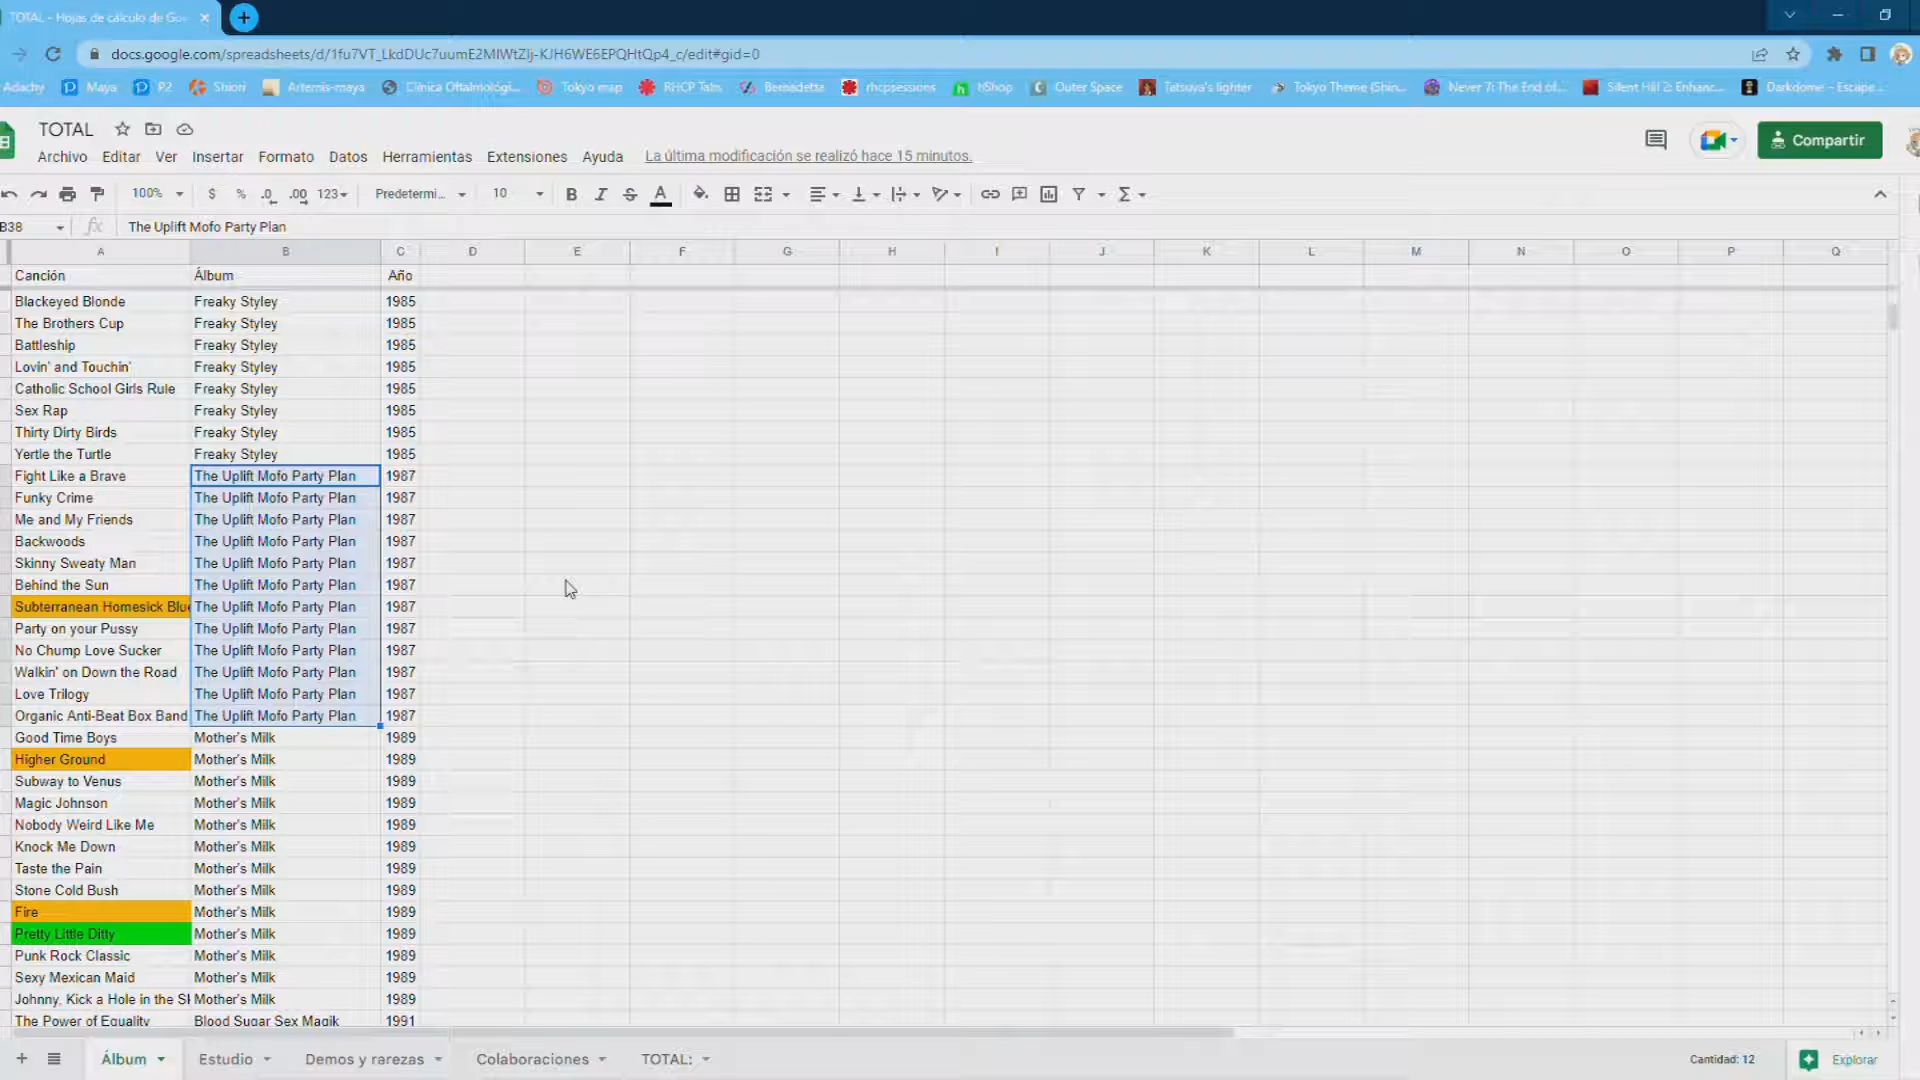 TOTAL - Hojas de cálculo de Go
docs.google.com/spreadsheets/d/1fu7VT_LkdDUc7uumE2MIWtZIj-KJH6WE6EPQHtQp4_c/edit#gid=0
Adachy Maya P2 Shiori Artemis-maya Clínica Oftalmológi... Tokyo map RHCP Tabs Bernadetta rhcpsessions hShop Outer Space Tatsuya's lighter Tokyo Theme (Shin... Never 7: The End of... Silent Hill 2: Enhanc... Darkdome – Escape...
TOTAL
Compartir
Archivo Editar Ver Insertar Formato Datos Herramientas Extensiones Ayuda La última modificación se realizó hace 15 minutos.
100% $ % .0 .00 123 Predetermi... 10 B I S A
B38 fx The Uplift Mofo Party Plan
A B C D E F G H I J K L M N O P Q
Canción Álbum Año
Blackeyed Blonde Freaky Styley 1985
The Brothers Cup Freaky Styley 1985
Battleship Freaky Styley 1985
Lovin' and Touchin' Freaky Styley 1985
Catholic School Girls Rule Freaky Styley 1985
Sex Rap Freaky Styley 1985
Thirty Dirty Birds Freaky Styley 1985
Yertle the Turtle Freaky Styley 1985
Fight Like a Brave The Uplift Mofo Party Plan 1987
Funky Crime The Uplift Mofo Party Plan 1987
Me and My Friends The Uplift Mofo Party Plan 1987
Backwoods The Uplift Mofo Party Plan 1987
Skinny Sweaty Man The Uplift Mofo Party Plan 1987
Behind the Sun The Uplift Mofo Party Plan 1987
Subterranean Homesick Blue The Uplift Mofo Party Plan 1987
Party on your Pussy The Uplift Mofo Party Plan 1987
No Chump Love Sucker The Uplift Mofo Party Plan 1987
Walkin' on Down the Road The Uplift Mofo Party Plan 1987
Love Trilogy The Uplift Mofo Party Plan 1987
Organic Anti-Beat Box Band The Uplift Mofo Party Plan 1987
Good Time Boys Mother's Milk 1989
Higher Ground Mother's Milk 1989
Subway to Venus Mother's Milk 1989
Magic Johnson Mother's Milk 1989
Nobody Weird Like Me Mother's Milk 1989
Knock Me Down Mother's Milk 1989
Taste the Pain Mother's Milk 1989
Stone Cold Bush Mother's Milk 1989
Fire Mother's Milk 1989
Pretty Little Ditty Mother's Milk 1989
Punk Rock Classic Mother's Milk 1989
Sexy Mexican Maid Mother's Milk 1989
Johnny, Kick a Hole in the Sk Mother's Milk 1989
The Power of Equality Blood Sugar Sex Magik 1991
Álbum Estudio Demos y rarezas Colaboraciones TOTAL: Cantidad: 12 Explorar